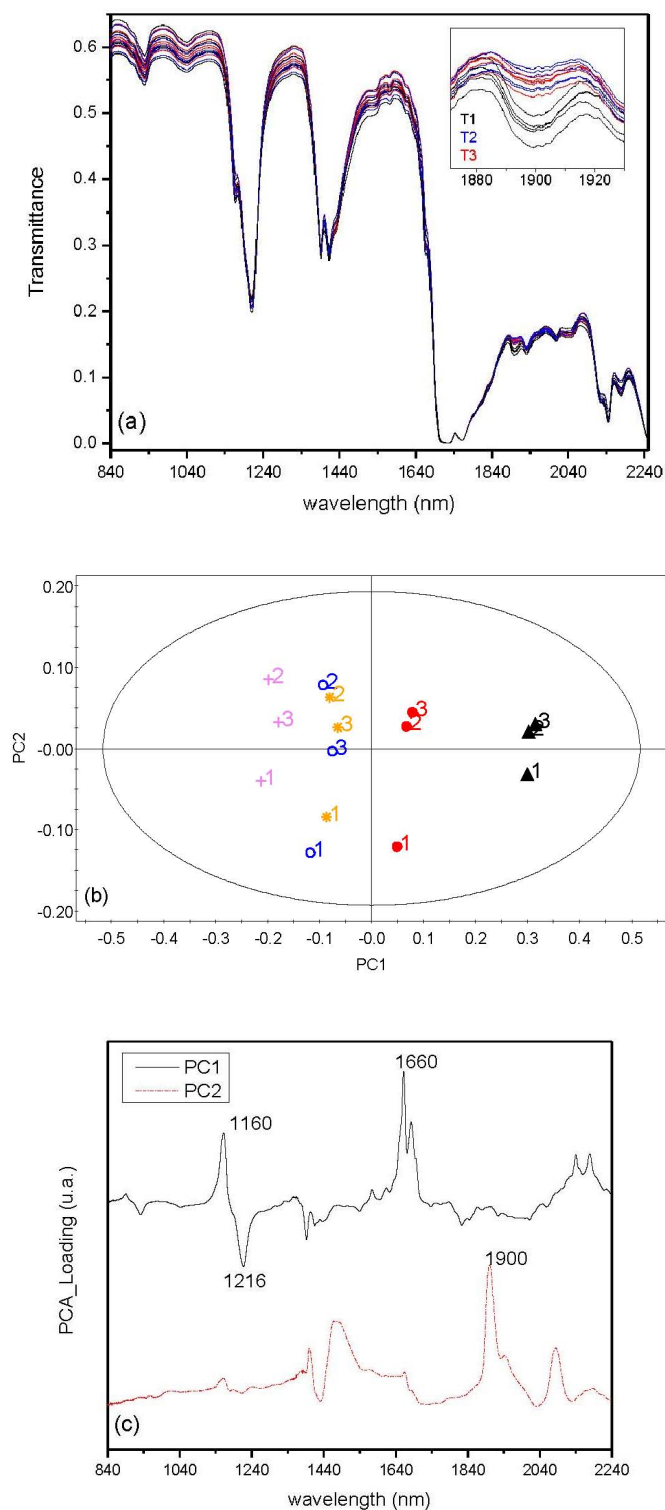 0.6
0.5
0.4
0.3
0.2
0.1
0.0
Transmittance
T1
T2
T3
1880 1900 1920
(a)
840 1040 1240 1440 1640 1840 2040 2240
wavelength (nm)
0.20
0.10
-0.00
-0.10
-0.20
PC2
2 2 2
3 3 3 3
2 3
2
1 1
1 1 1
(b)
-0.5 -0.4 -0.3 -0.2 -0.1 -0.0 0.1 0.2 0.3 0.4 0.5
PC1
PC1
PC2
1660
1160
1216
1900
PCA_Loading (u.a.)
(c)
840 1040 1240 1440 1640 1840 2040 2240
wavelength (nm)